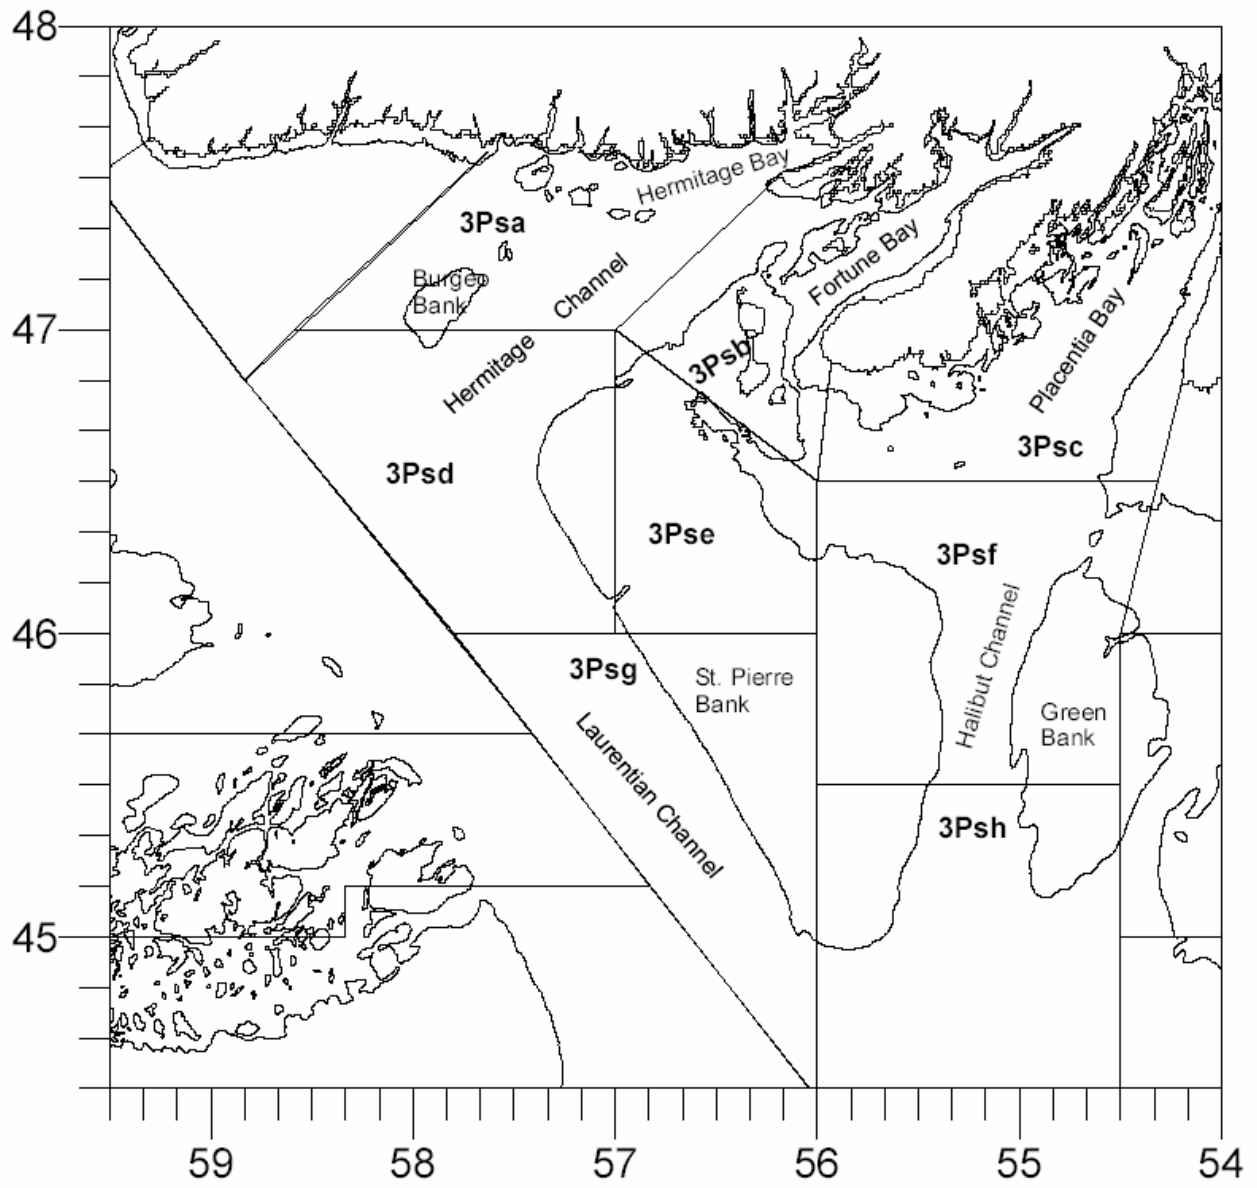 48
Hermitage Bay
3Psa
Fortune Bay
Burgeo
Bank
Channel
Placentia Bay
47
Hermitage
3Psb
3Psc
3Psd
3Pse
3Psf
Halibut Channel
46
3Psg
St. Pierre
Bank
Green
Bank
Laurentian Channel
3Psh
45
59
58
57
56
55
54